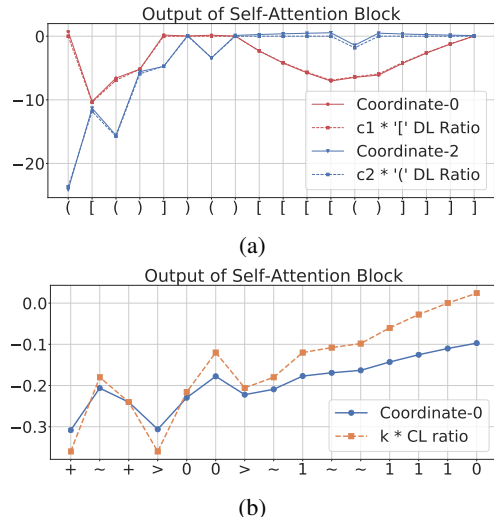 Output of Self-Attention Block
0
−10
−20
Coordinate-0
c1 * '[' DL Ratio
Coordinate-2
c2 * '(' DL Ratio
( [ ( ) ] ( ( ) [ [ [ [ ( ) ] ] ] ]
(a)
Output of Self-Attention Block
0.0
−0.1
−0.2
−0.3
Coordinate-0
k * CL ratio
+ ~ + > 0 0 > ~ 1 ~ ~ 1 1 1 0
(b)